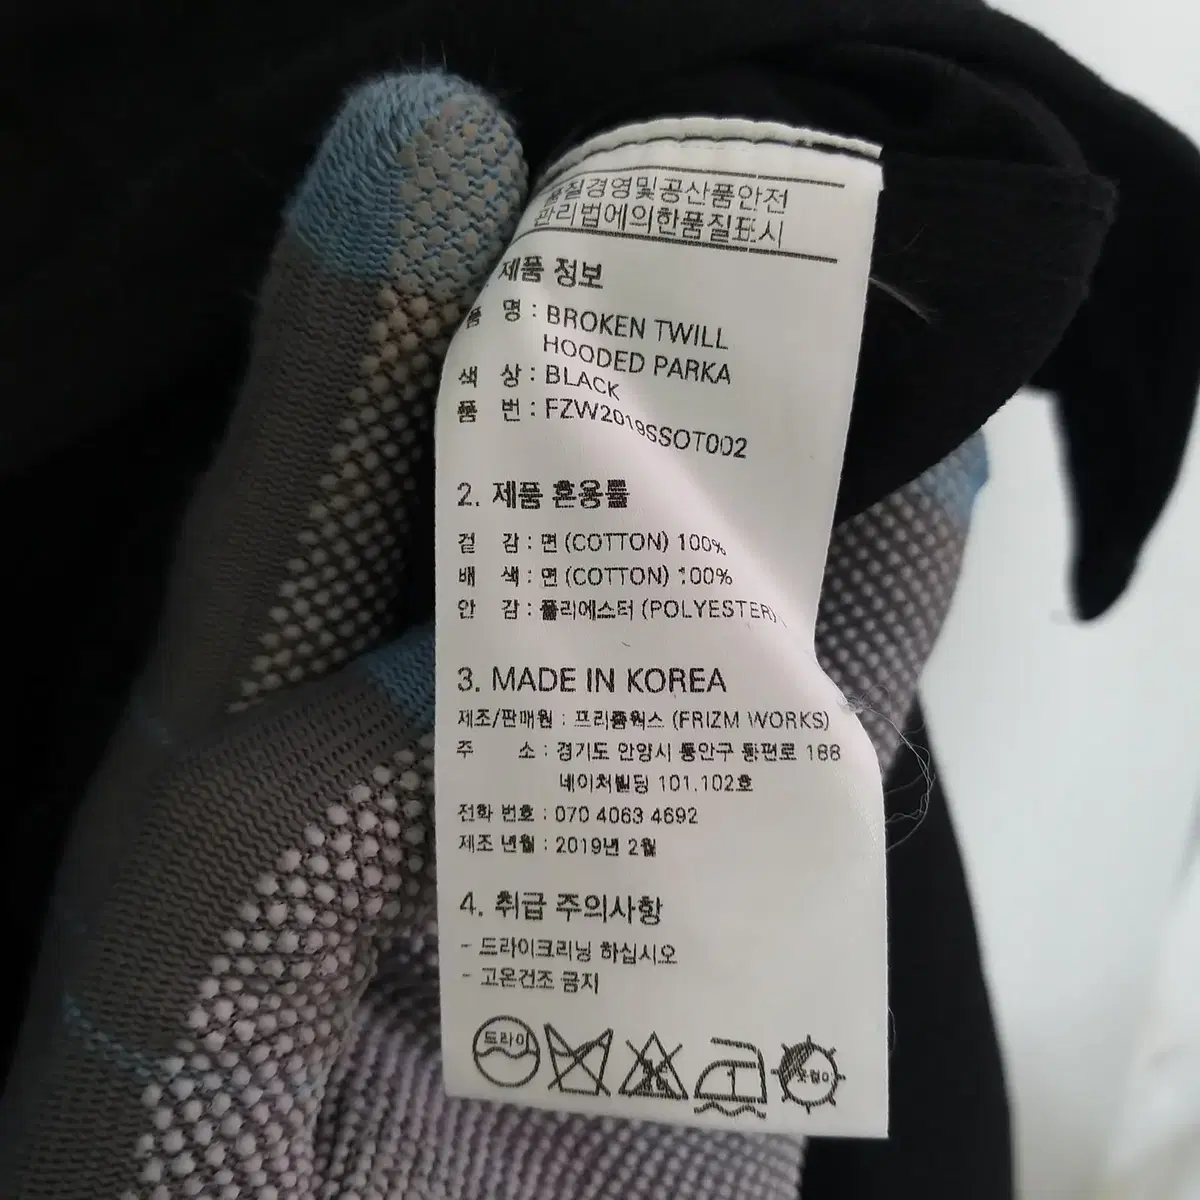 품질경영및공산품안전
관리법에의한품질표시
제품 정보
품 명 : BROKEN TWILL
HOODED PARKA
색 상 : BLACK
품 번 : FZW2019SSOT002
2. 제품 혼용률
겉 감 : 면 (COTTON) 100%
배 색 : 면 (COTTON) 100%
안 감 : 폴리에스터 (POLYESTER)
3. MADE IN KOREA
제조/판매원 : 프리즘웍스 (FRIZM WORKS)
주 소 : 경기도 안양시 동안구 동편로 188
네이처빌딩 101.102호
전화 번호 : 070 4063 4692
제조 년월 : 2019년 2월
4. 취급 주의사항
- 드라이크리닝 하십시오
- 고온건조 금지
드라이
옷걸이